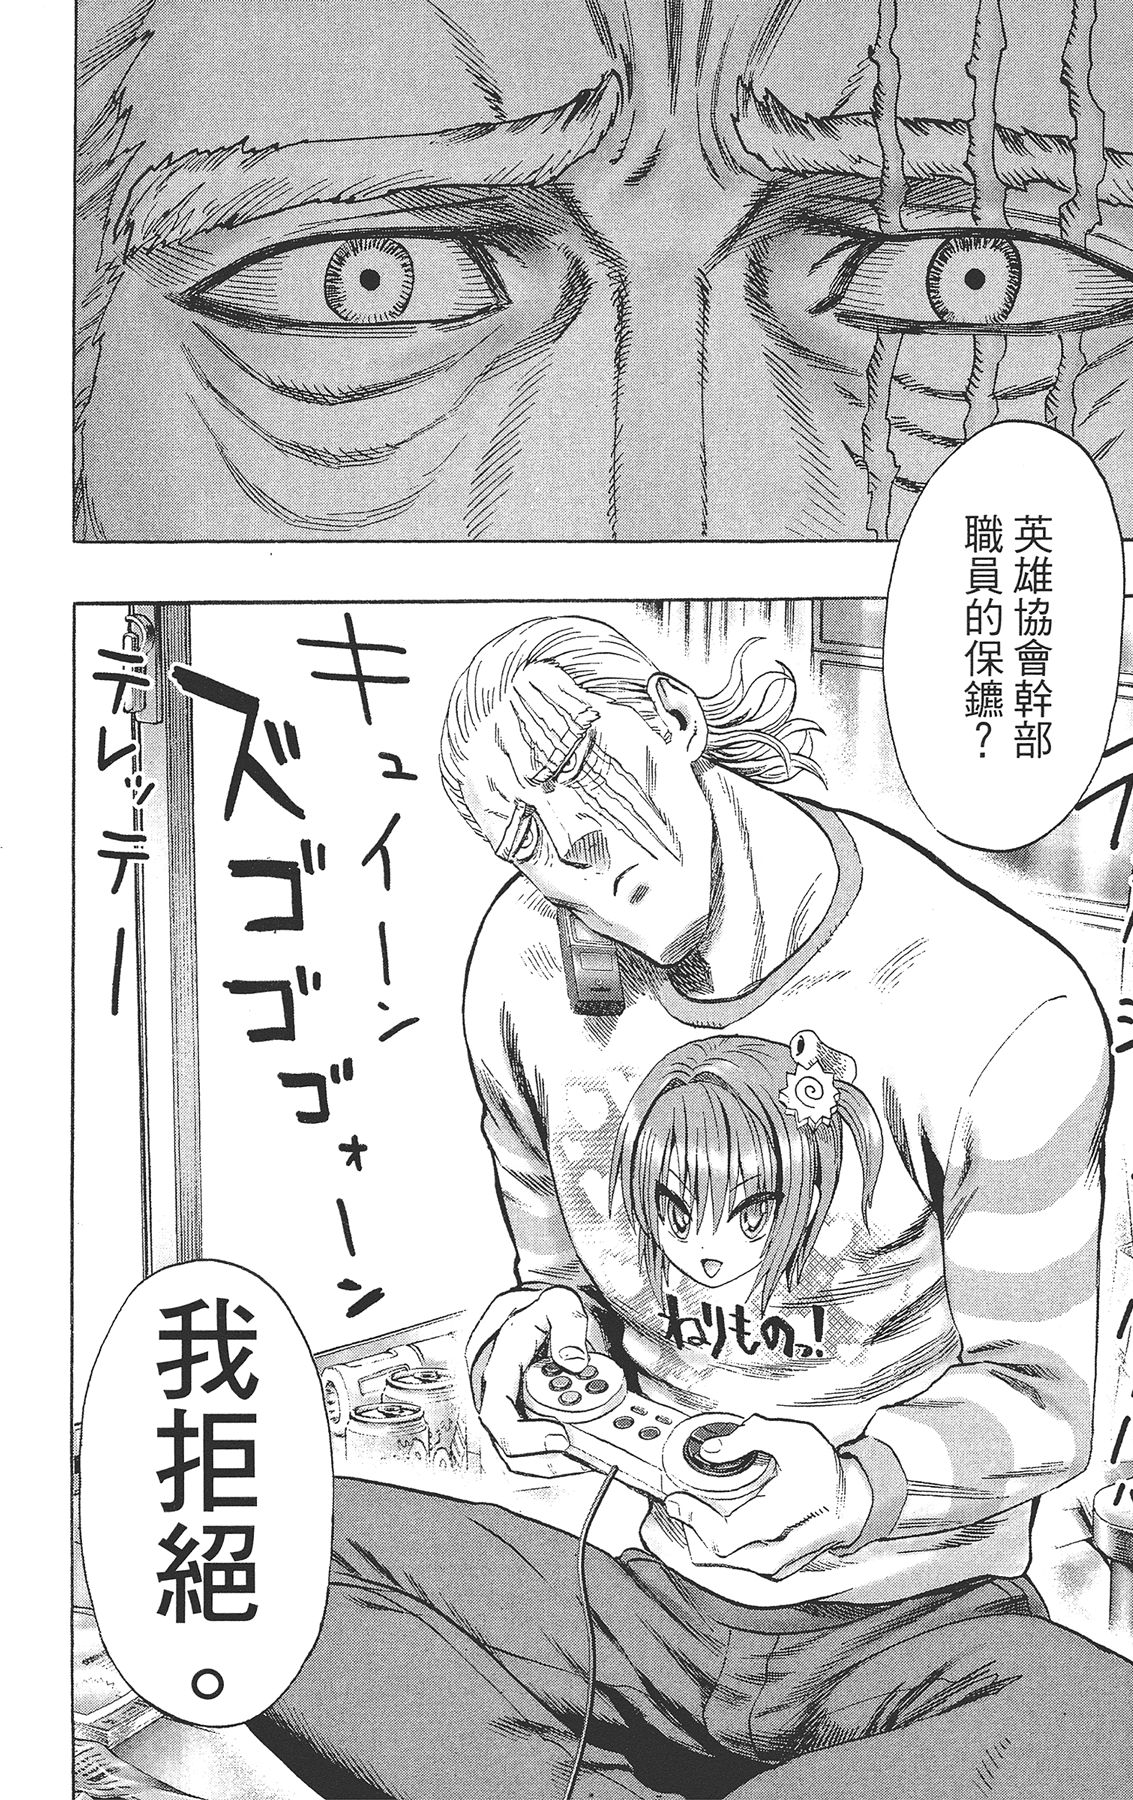 英雄協會幹部
職員的保鑣？
キュイーン
ズゴゴゴォーン
テレッテー
ねりものっ！
我拒絕。